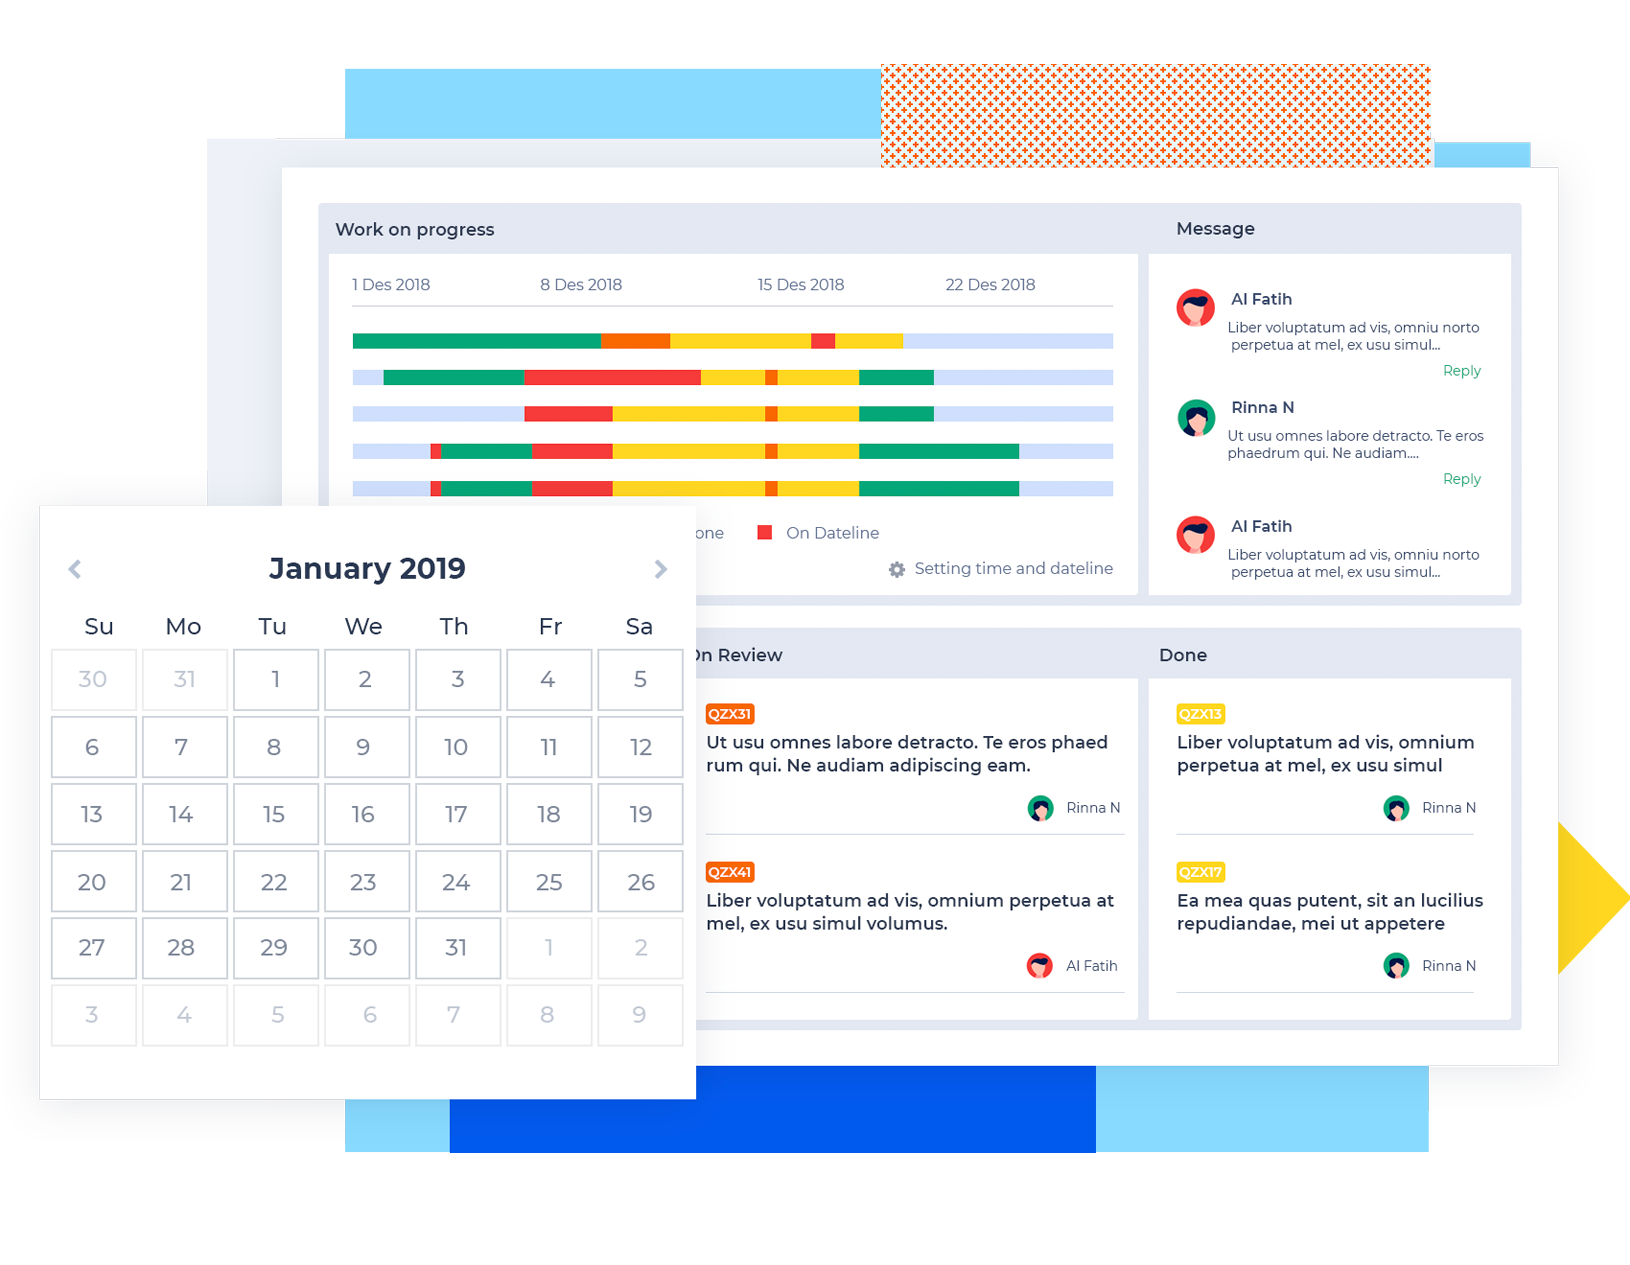 Work on progress
1 Des 2018 8 Des 2018 15 Des 2018 22 Des 2018
On Dateline
Setting time and dateline
Message
Al Fatih
Liber voluptatum ad vis, omniu norto
perpetua at mel, ex usu simul...
Reply
Rinna N
Ut usu omnes labore detracto. Te eros
phaedrum qui. Ne audiam....
Reply
Al Fatih
Liber voluptatum ad vis, omniu norto
perpetua at mel, ex usu simul...
January 2019
Su Mo Tu We Th Fr Sa
30 31 1 2 3 4 5
6 7 8 9 10 11 12
13 14 15 16 17 18 19
20 21 22 23 24 25 26
27 28 29 30 31 1 2
3 4 5 6 7 8 9
On Review
QZX31
Ut usu omnes labore detracto. Te eros phaed
rum qui. Ne audiam adipiscing eam.
Rinna N
QZX41
Liber voluptatum ad vis, omnium perpetua at
mel, ex usu simul volumus.
Al Fatih
Done
QZX13
Liber voluptatum ad vis, omnium
perpetua at mel, ex usu simul
Rinna N
QZX17
Ea mea quas putent, sit an lucilius
repudiandae, mei ut appetere
Rinna N